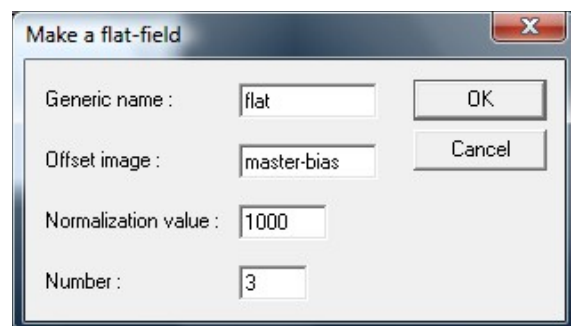 Make a flat-field
Generic name : flat
OK
Offset image : master-bias
Cancel
Normalization value : 1000
Number : 3